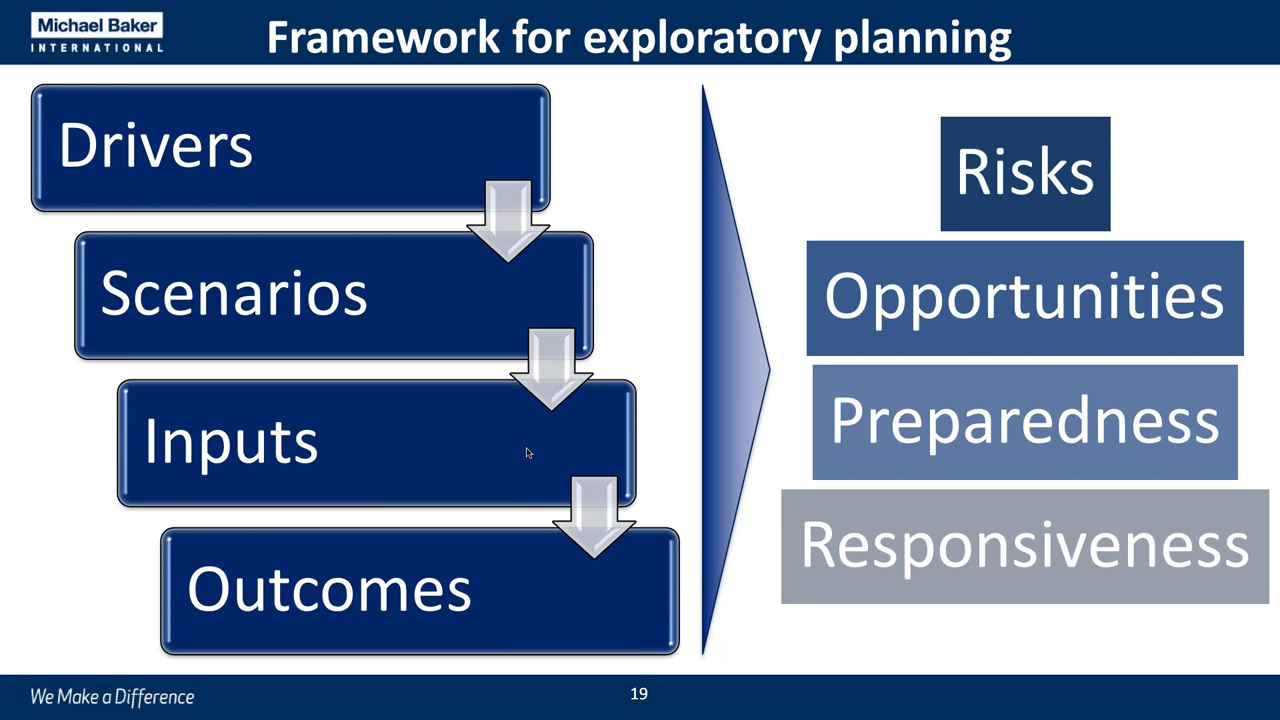 Michael Baker
INTERNATIONAL
Framework for exploratory planning
Drivers
Scenarios
Inputs
Outcomes
Risks
Opportunities
Preparedness
Responsiveness
We Make a Difference
19